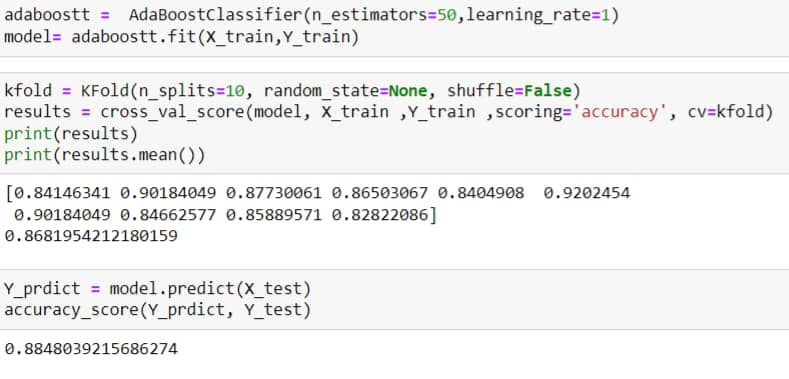 adaboostt =  AdaBoostClassifier(n_estimators=50,learning_rate=1)
model= adaboostt.fit(X_train,Y_train)
kfold = KFold(n_splits=10, random_state=None, shuffle=False)
results = cross_val_score(model, X_train ,Y_train ,scoring='accuracy', cv=kfold)
print(results)
print(results.mean())
[0.84146341 0.90184049 0.87730061 0.86503067 0.8404908  0.9202454
 0.90184049 0.84662577 0.85889571 0.82822086]
0.8681954212180159
Y_prdict = model.predict(X_test)
accuracy_score(Y_prdict, Y_test)
0.8848039215686274